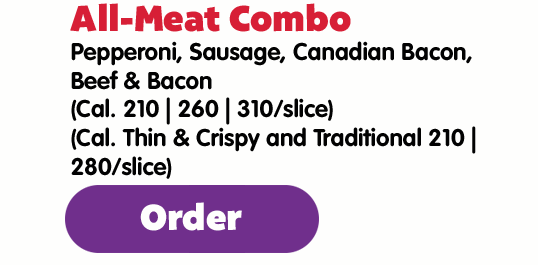 All-Meat Combo
Pepperoni, Sausage, Canadian Bacon,
Beef & Bacon
(Cal. 210 | 260 | 310/slice)
(Cal. Thin & Crispy and Traditional 210 |
280/slice)
Order